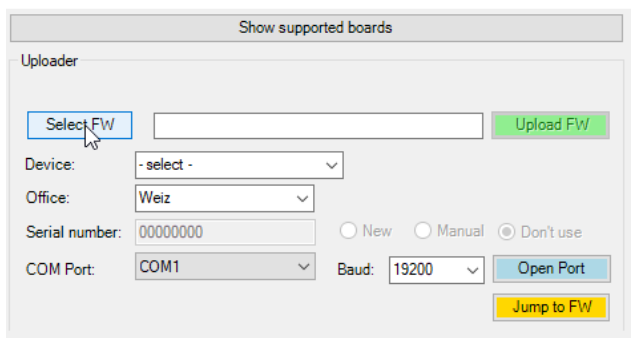 Show supported boards
Uploader
Select FW Upload FW
Device: - select -
Office: Weiz
Serial number: 00000000 New Manual Don't use
COM Port: COM1 Baud: 19200 Open Port
Jump to FW